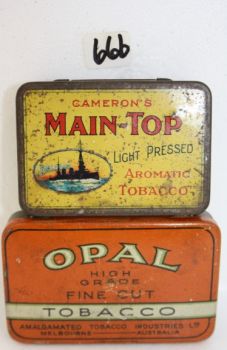 666
CAMERON'S
MAIN-TOP
LIGHT PRESSED
AROMATIC
TOBACCO
OPAL
HIGH
GRADE
FINE CUT
TOBACCO
AMALGAMATED TOBACCO INDUSTRIES LTD
MELBOURNE AUSTRALIA